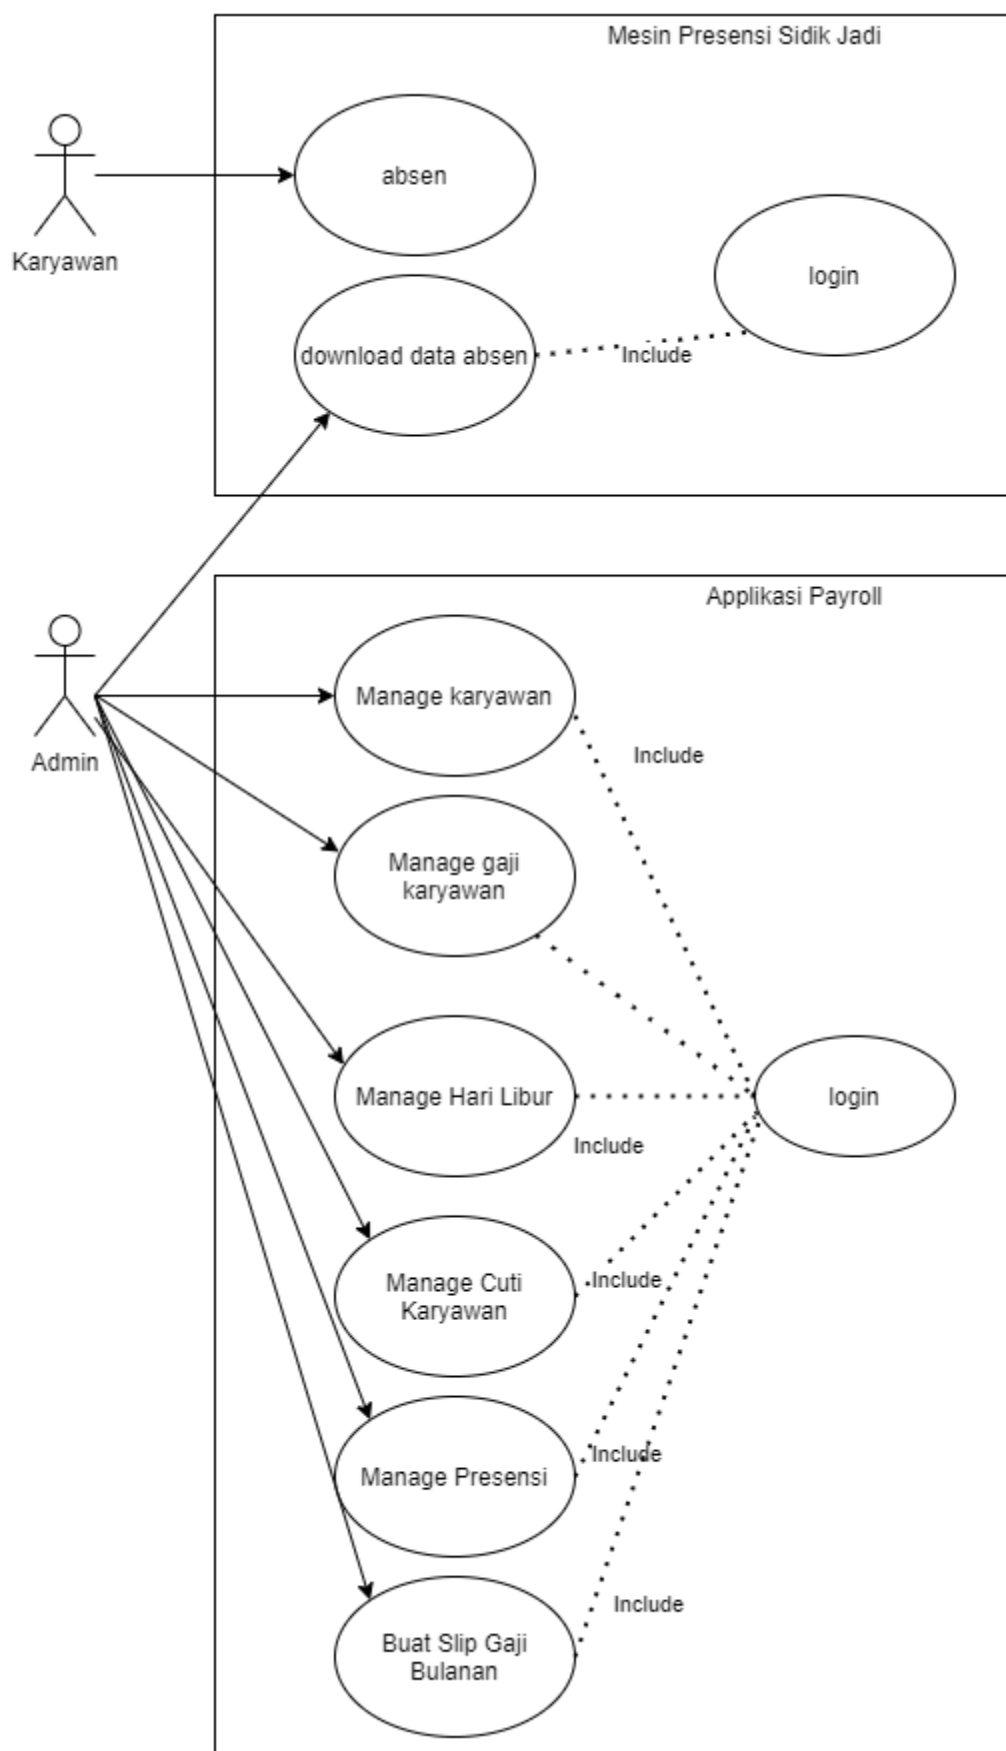 Mesin Presensi Sidik Jadi
absen
Karyawan
login
download data absen
Include
Applikasi Payroll
Manage karyawan
Include
Admin
Manage gaji
karyawan
Manage Hari Libur
login
Include
Manage Cuti
Karyawan
Include
Manage Presensi
Include
Include
Buat Slip Gaji
Bulanan